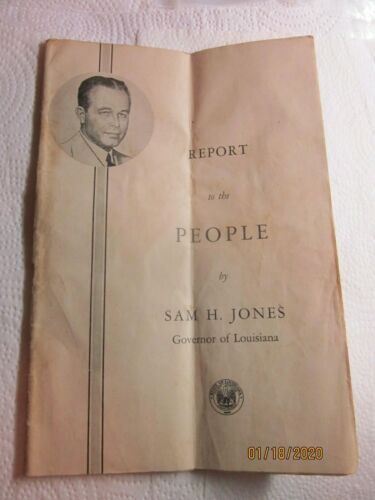 REPORT
to the
PEOPLE
by
SAM H. JONES
Governor of Louisiana
01/18/2020